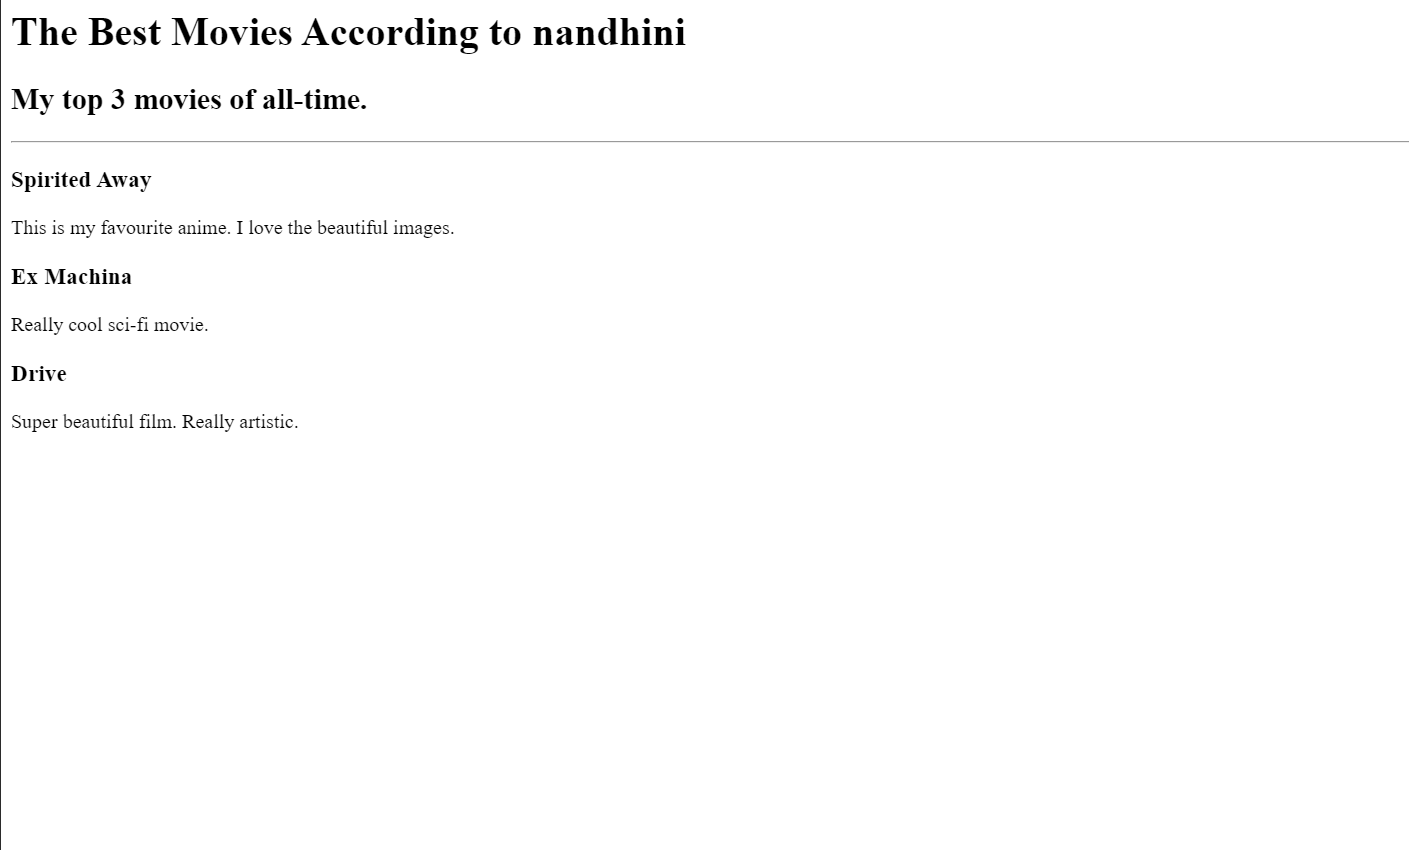 The Best Movies According to nandhini
My top 3 movies of all-time.
Spirited Away
This is my favourite anime. I love the beautiful images.
Ex Machina
Really cool sci-fi movie.
Drive
Super beautiful film. Really artistic.